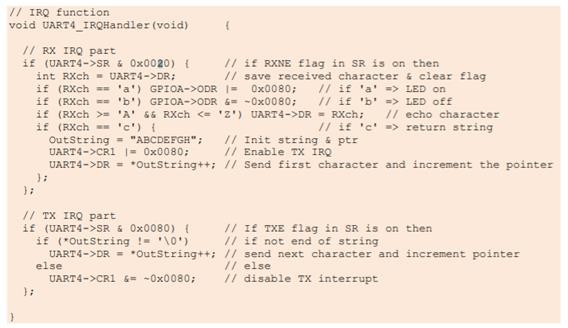 // IRQ function
void UART4_IRQHandler(void)     {
// RX IRQ part
if (UART4->SR & 0x0020) {     // if RXNE flag in SR is on then
int RXch = UART4->DR;     // save received character & clear flag
if (RXch == 'a') GPIOA->ODR |=  0x0080;   // if 'a' => LED on
if (RXch == 'b') GPIOA->ODR &= ~0x0080;   // if 'b' => LED off
if (RXch >= 'A' && RXch <= 'Z') UART4->DR = RXch;   // echo character
if (RXch == 'c') {     // if 'c' => return string
OutString = "ABCDEFGH";   // Init string & ptr
UART4->CR1 |= 0x0080;     // Enable TX IRQ
UART4->DR = *OutString++; // Send first character and increment the pointer
};
};
// TX IRQ part
if (UART4->SR & 0x0080) {     // If TXE flag in SR is on then
if (*OutString != '\0')     // if not end of string
UART4->DR = *OutString++; // send next character and increment pointer
else     // else
UART4->CR1 &= ~0x0080;     // disable TX interrupt
};
}